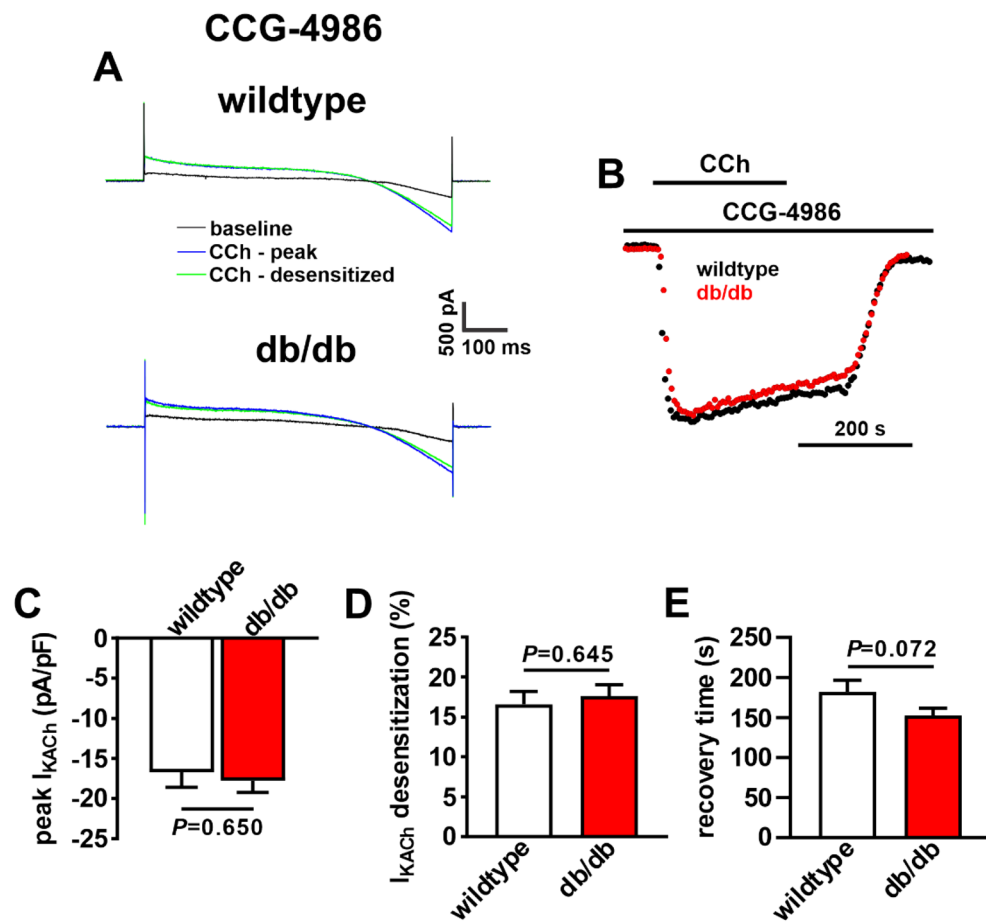 CCG-4986
A
wildtype
baseline
CCh - peak
CCh - desensitized
500 pA
100 ms
db/db
B
CCh
CCG-4986
wildtype
db/db
200 s
C
wildtype
db/db
peak IKACh (pA/pF)
0
-5
-10
-15
-20
-25
P=0.650
D
IKACh desensitization (%)
25
20
15
10
5
0
P=0.645
wildtype
db/db
E
recovery time (s)
250
200
150
100
50
0
P=0.072
wildtype
db/db